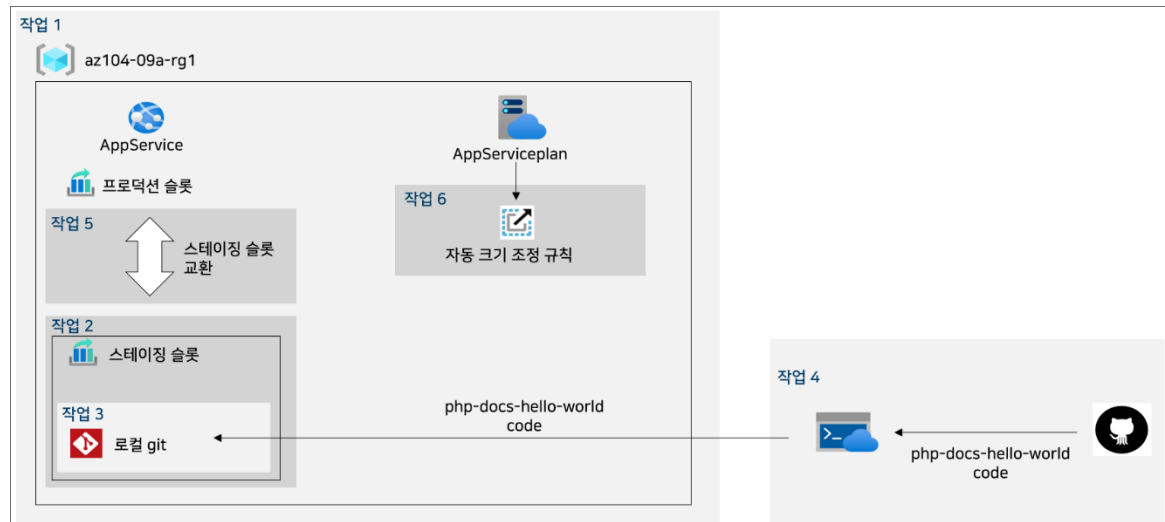 작업 1
az104-09a-rg1
AppService
AppServiceplan
프로덕션 슬롯
작업 5
스테이징 슬롯
교환
작업 6
자동 크기 조정 규칙
작업 2
스테이징 슬롯
작업 3
로컬 git
php-docs-hello-world
code
작업 4
php-docs-hello-world
code